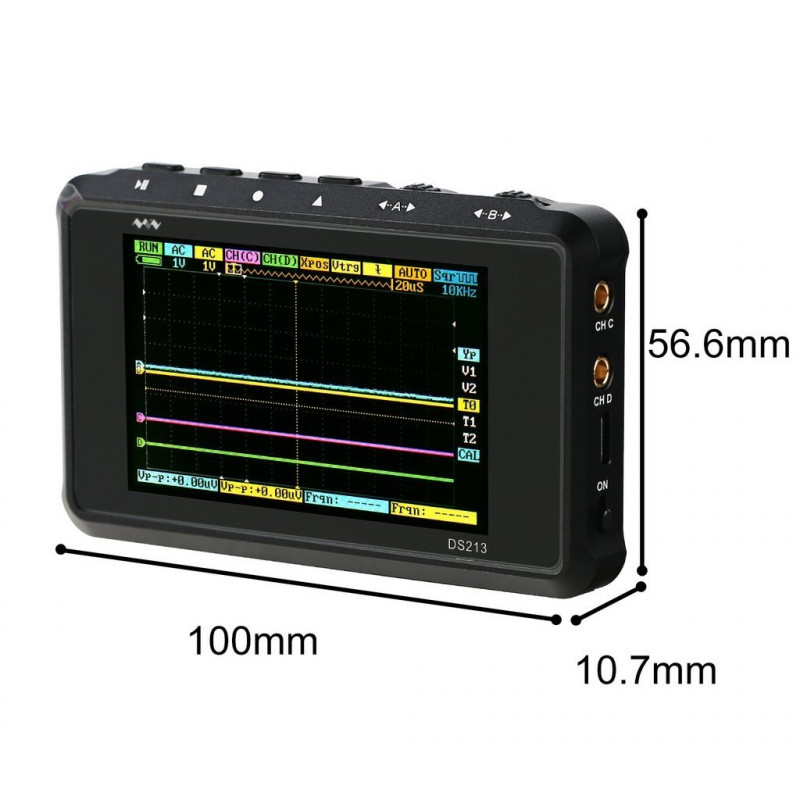 A
B
RUN AC AC CH(C) CH(D) Xpos Vtrg AUTO Sqr
1V 1V 20uS 10KHz
CH C
56.6mm
Yp
V1
V2
B
T0
CH D
T1
T2
C
CAL
D
Vp-p:+0.00uV Vp-p:+0.00uV Frqn: ----- Frqn: -----
ON
DS213
100mm
10.7mm